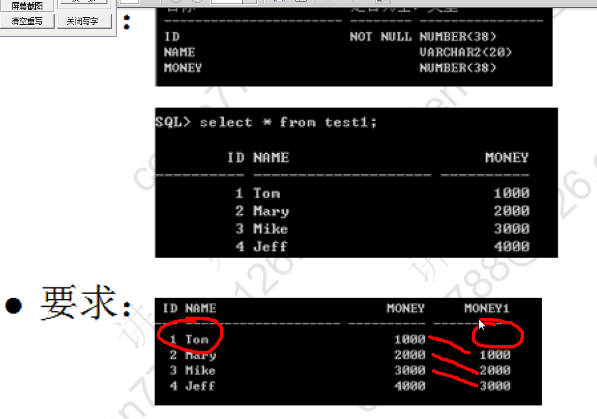 屏幕截图
清空重写 关闭写字
:
ID NOT NULL NUMBER(38)
NAME VARCHAR2(20)
MONEY NUMBER(38)
SQL> select * from test1;
ID NAME MONEY
1 Tom 1000
2 Mary 2000
3 Mike 3000
4 Jeff 4000
● 要求:
ID NAME MONEY MONEY1
1 Tom 1000
2 Mary 2000 1000
3 Mike 3000 2000
4 Jeff 4000 3000